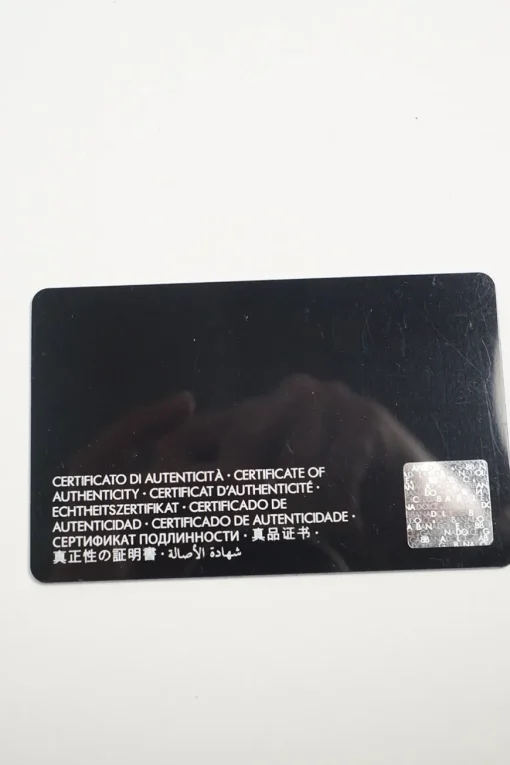 CERTIFICATO DI AUTENTICITÀ · CERTIFICATE OF
AUTHENTICITY · CERTIFICAT D'AUTHENTICITÉ ·
ECHTHEITSZERTIFIKAT · CERTIFICADO DE
AUTENTICIDAD · CERTIFICADO DE AUTENTICIDADE ·
СЕРТИФИКАТ ПОДЛИННОСТИ · 真品证书 ·
真正性の証明書 · شهادة الأصالة